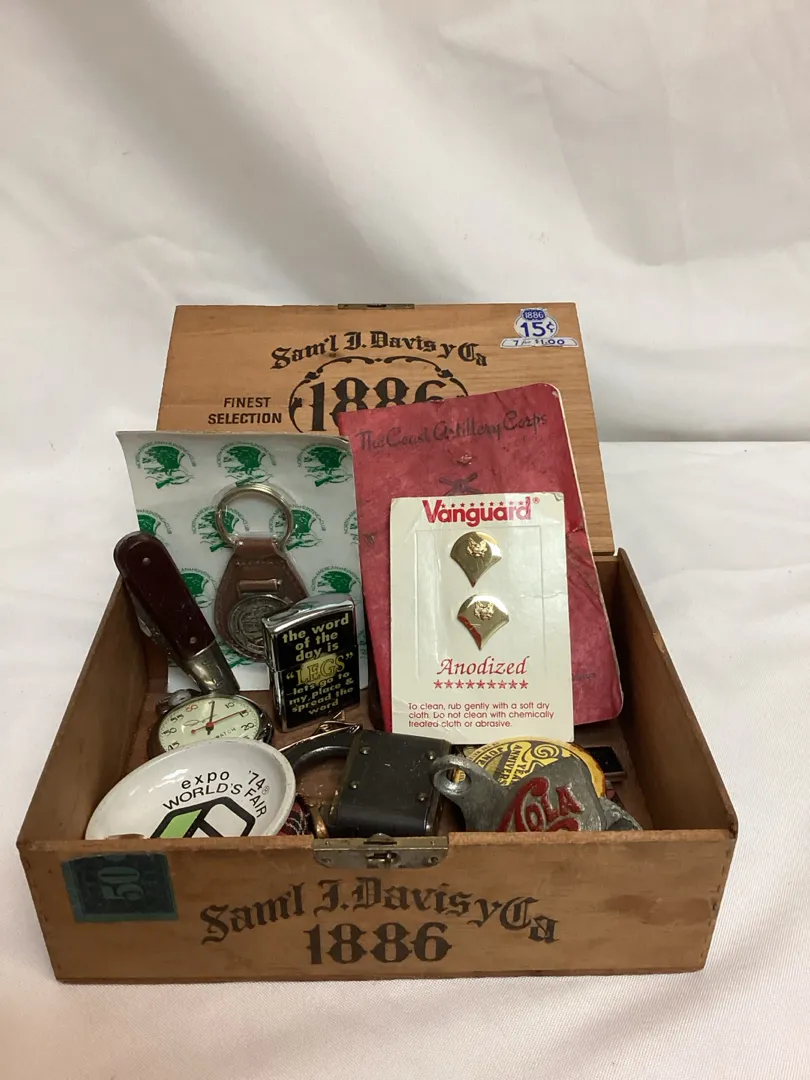 Sam'l I. Davis y Ca
1886
FINEST
SELECTION
1886
15¢
7 for $1.00
The Coast Artillery Corps
Vanguard®
Anodized
To clean, rub gently with a soft dry
cloth. Do not clean with chemically
treated cloth or abrasive.
the word
of the
day is
"LEGS"
lets go to
my place &
spread the
word
expo '74®
WORLD'S FAIR
COLA
50
Sam'l I. Davis y Ca
1886